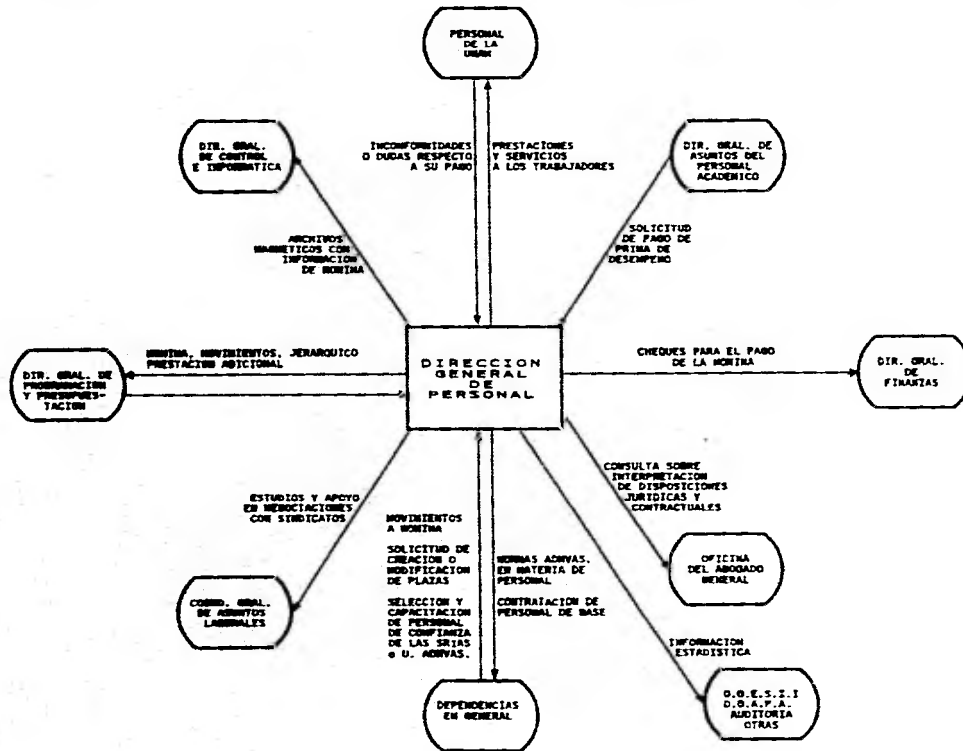 PERSONAL
DE LA
UNAM
DIR. GRAL.
DE CONTROL
E INFORMATICA
INCONFORMIDADES
O DUDAS RESPECTO
A SU PAGO
PRESTACIONES
Y SERVICIOS
A LOS TRABAJADORES
DIR. GRAL. DE
ASUNTOS DEL
PERSONAL
ACADEMICO
ARCHIVOS
MAGNETICOS CON
INFORMACION
DE NOMINA
SOLICITUD
DE PAGO DE
PRIMA DE
DESEMPEÑO
NOMINA, MOVIMIENTOS, JERARQUICO
PRESTACION ADICIONAL
DIR. GRAL. DE
PROGRAMACION
Y PRESUPUES-
TACION
DIRECCION
GENERAL
DE
PERSONAL
CHEQUES PARA EL PAGO
DE LA NOMINA
DIR. GRAL.
DE
FINANZAS
ESTUDIOS Y APOYO
EN NEGOCIACIONES
CON SINDICATOS
CONSULTA SOBRE
INTERPRETACION
DE DISPOSICIONES
JURIDICAS Y
CONTRACTUALES
MOVIMIENTOS
A NOMINA
SOLICITUD DE
CREACION O
MODIFICACION
DE PLAZAS
SELECCION Y
CAPACITACION
DE PERSONAL
DE CONFIANZA
DE LAS SRIAS
o U. ADMVAS.
NORMAS ADMVAS.
EN MATERIA DE
PERSONAL
CONTRATACION DE
PERSONAL DE BASE
OFICINA
DEL ABOGADO
GENERAL
COORD. GRAL.
DE ASUNTOS
LABORALES
INFORMACION
ESTADISTICA
DEPENDENCIAS
EN GENERAL
D.G.E.S.I.I
D.G.A.P.A.
AUDITORIA
OTRAS